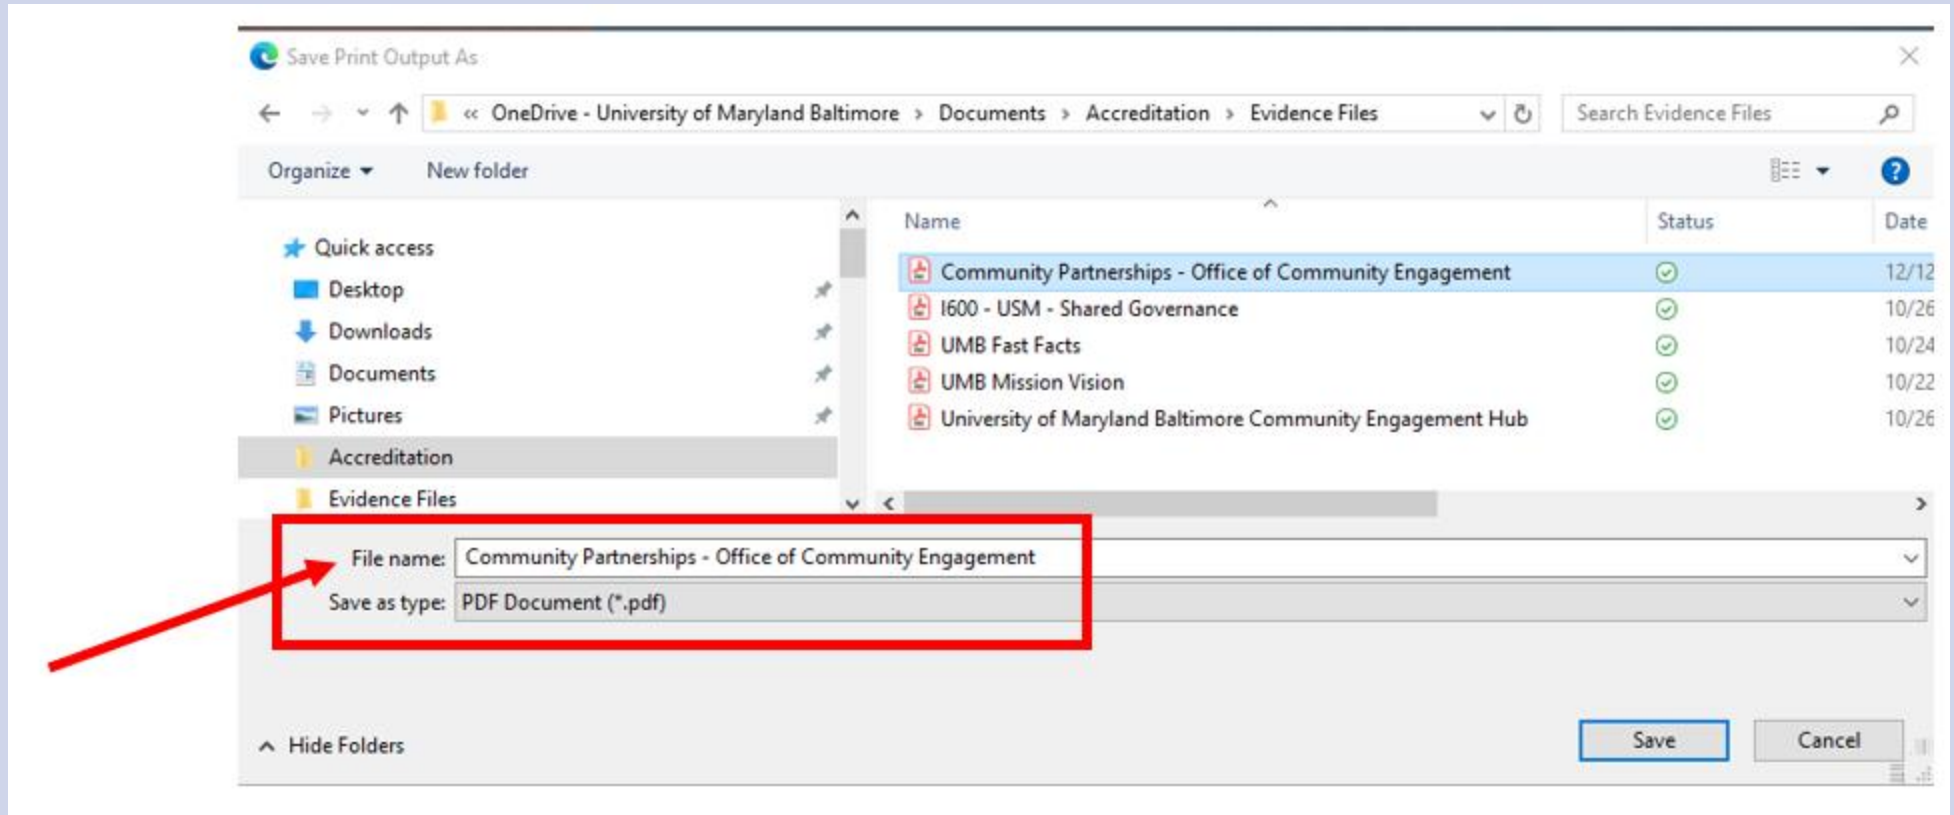 Save Print Output As
« OneDrive - University of Maryland Baltimore > Documents > Accreditation > Evidence Files Search Evidence Files
Organize New folder ?
Name Status Date
Quick access
Desktop
Downloads
Documents
Pictures
Accreditation
Evidence Files
Community Partnerships - Office of Community Engagement 12/12
I600 - USM - Shared Governance 10/26
UMB Fast Facts 10/24
UMB Mission Vision 10/22
University of Maryland Baltimore Community Engagement Hub 10/26
File name: Community Partnerships - Office of Community Engagement
Save as type: PDF Document (*.pdf)
Hide Folders Save Cancel